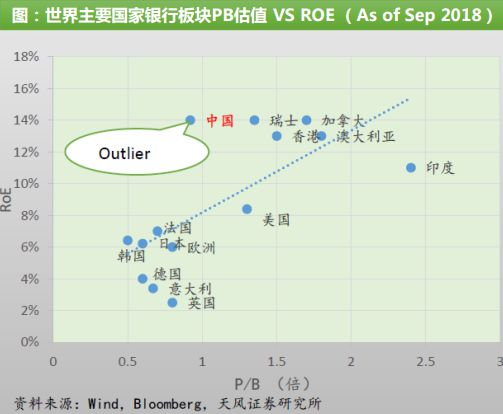 图：世界主要国家银行板块PB估值 VS ROE （As of Sep 2018）
RoE
18%
16%
14%
12%
10%
8%
6%
4%
2%
0%
中国
瑞士
加拿大
香港
澳大利亚
Outlier
印度
美国
法国
日本
欧洲
韩国
德国
意大利
英国
0
0.5
1
1.5
2
2.5
3
P/B （倍）
资料来源：Wind, Bloomberg, 天风证券研究所